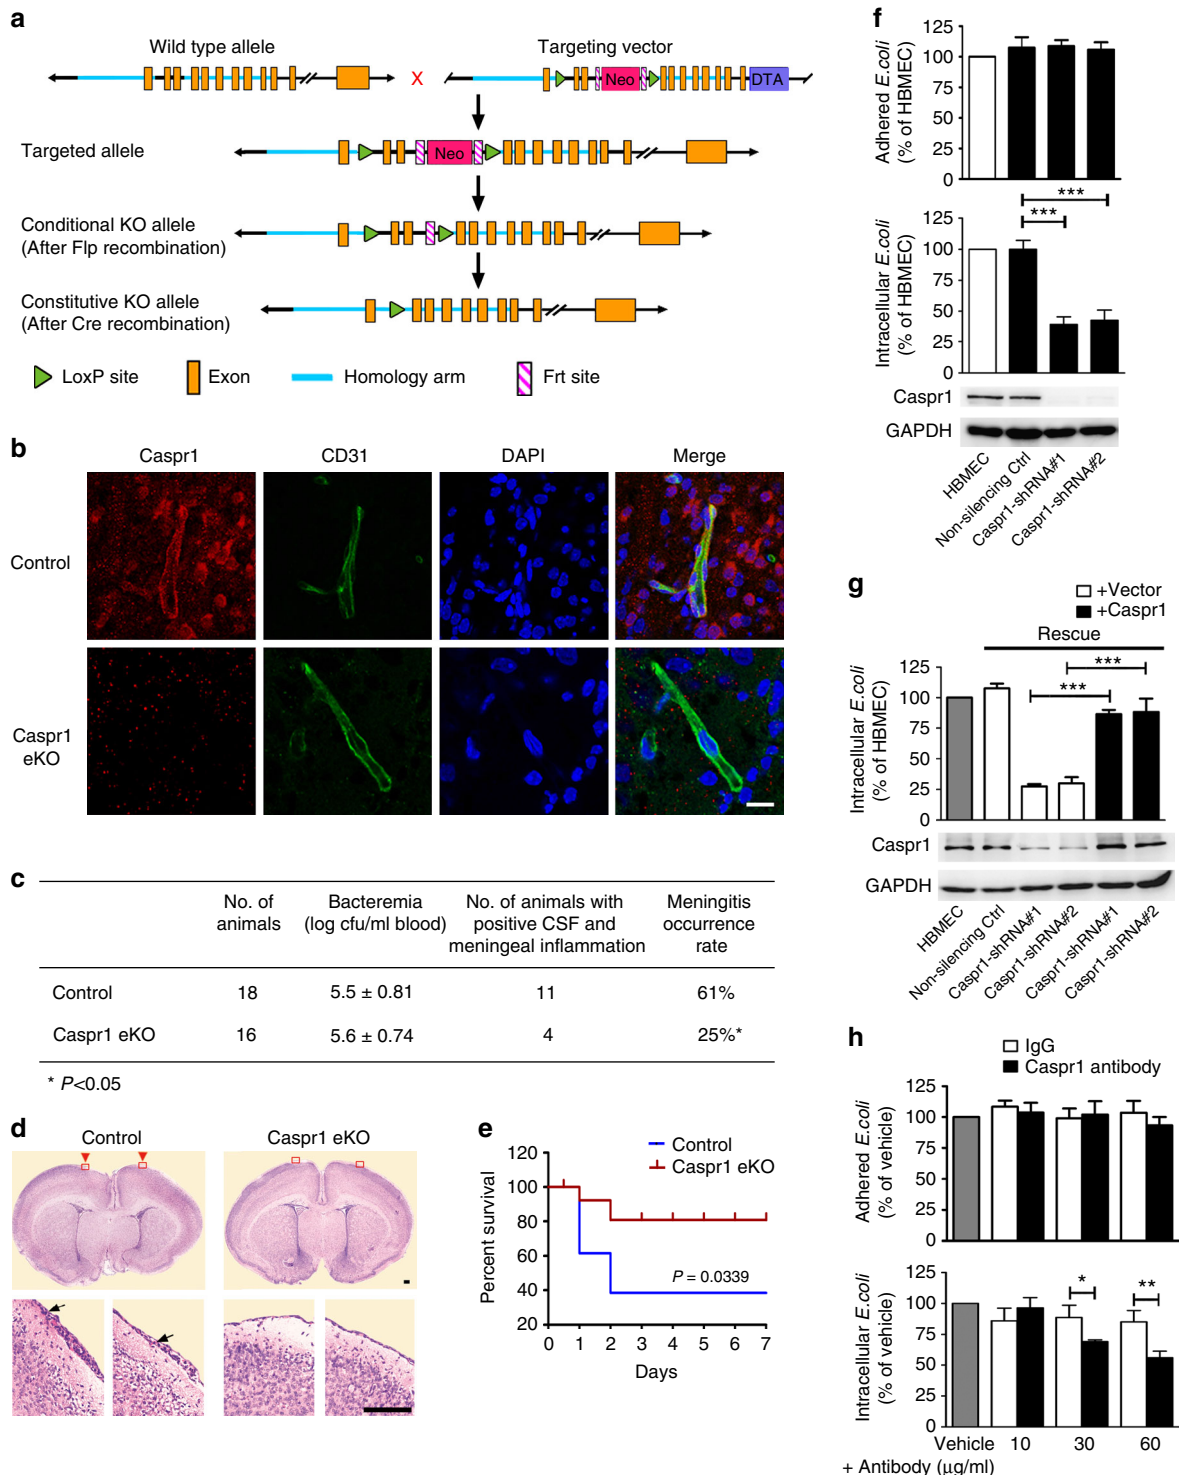 a
Wild type allele
Targeting vector
X
Neo
DTA
Targeted allele
Neo
Conditional KO allele
(After Flp recombination)
Constitutive KO allele
(After Cre recombination)
LoxP site
Exon
Homology arm
Frt site
b
Caspr1
CD31
DAPI
Merge
Control
Caspr1
eKO
c
No. of animals
Bacteremia (log cfu/ml blood)
No. of animals with positive CSF and meningeal inflammation
Meningitis occurrence rate
Control 18 5.5 ± 0.81 11 61%
Caspr1 eKO 16 5.6 ± 0.74 4 25%*
* P<0.05
d
Control
Caspr1 eKO
e
Control
Caspr1 eKO
Percent survival
120
100
80
60
40
20
P = 0.0339
0 1 2 3 4 5 6 7
Days
f
Adhered E.coli
(% of HBMEC)
125
100
75
50
25
0
***
***
Intracellular E.coli
(% of HBMEC)
125
100
75
50
25
0
Caspr1
GAPDH
HBMEC
Non-silencing Ctrl
Caspr1-shRNA#1
Caspr1-shRNA#2
g
+Vector
+Caspr1
Rescue
***
***
Intracellular E.coli
(% of HBMEC)
125
100
75
50
25
0
Caspr1
GAPDH
HBMEC
Non-silencing Ctrl
Caspr1-shRNA#1
Caspr1-shRNA#2
Caspr1-shRNA#1
Caspr1-shRNA#2
h
IgG
Caspr1 antibody
Adhered E.coli
(% of vehicle)
125
100
75
50
25
0
Intracellular E.coli
(% of vehicle)
125
100
75
50
25
0
*
**
Vehicle 10 30 60
+ Antibody (μg/ml)